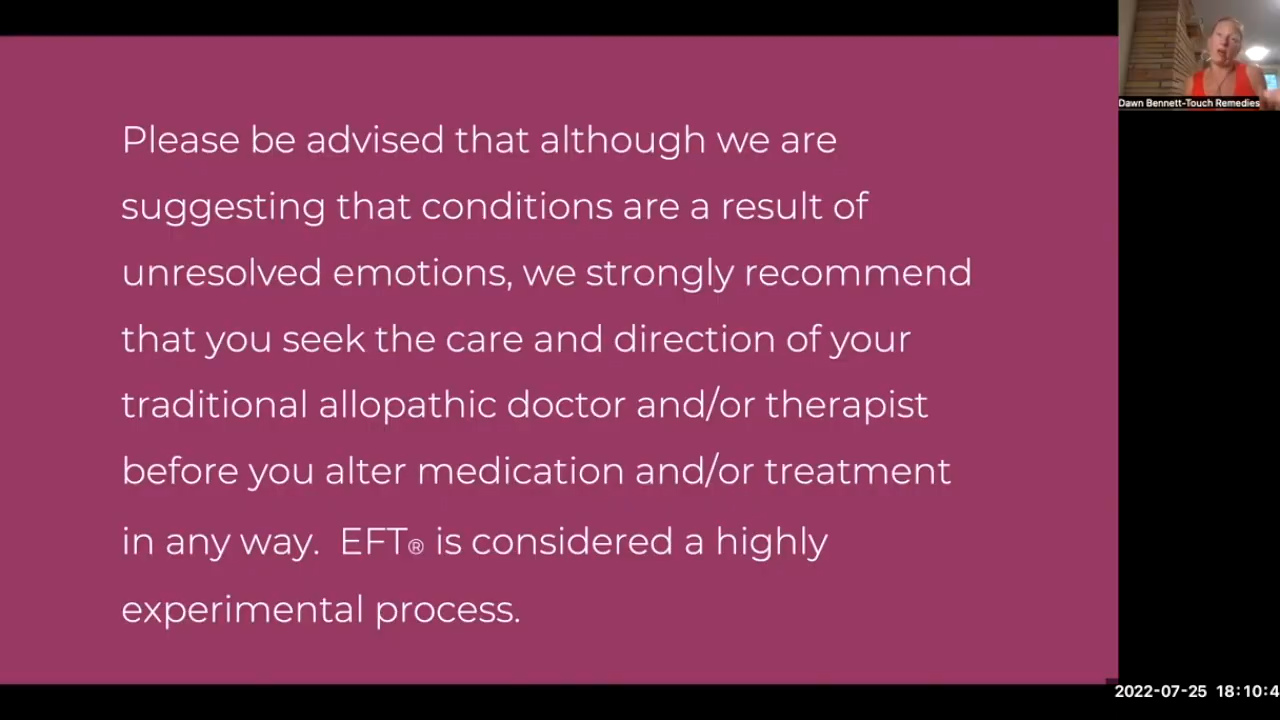 Please be advised that although we are
suggesting that conditions are a result of
unresolved emotions, we strongly recommend
that you seek the care and direction of your
traditional allopathic doctor and/or therapist
before you alter medication and/or treatment
in any way. EFT® is considered a highly
experimental process.
Dawn Bennett-Touch Remedies
2022-07-25 18:10:4